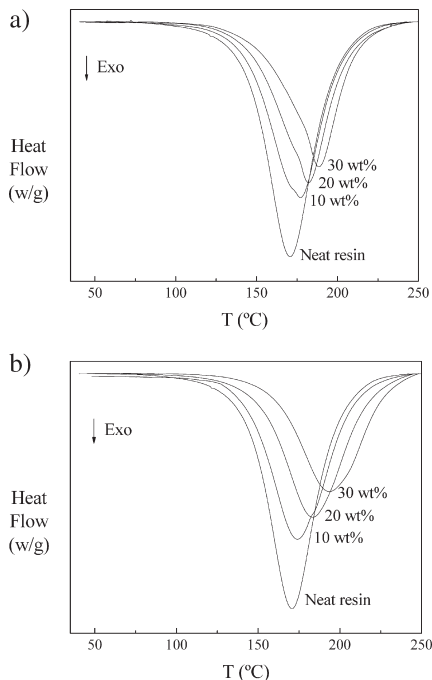 a)
Exo
Heat
Flow
(w/g)
30 wt%
20 wt%
10 wt%
Neat resin
50 100 150 200 250
T (ºC)
b)
Exo
Heat
Flow
(w/g)
30 wt%
20 wt%
10 wt%
Neat resin
50 100 150 200 250
T (ºC)